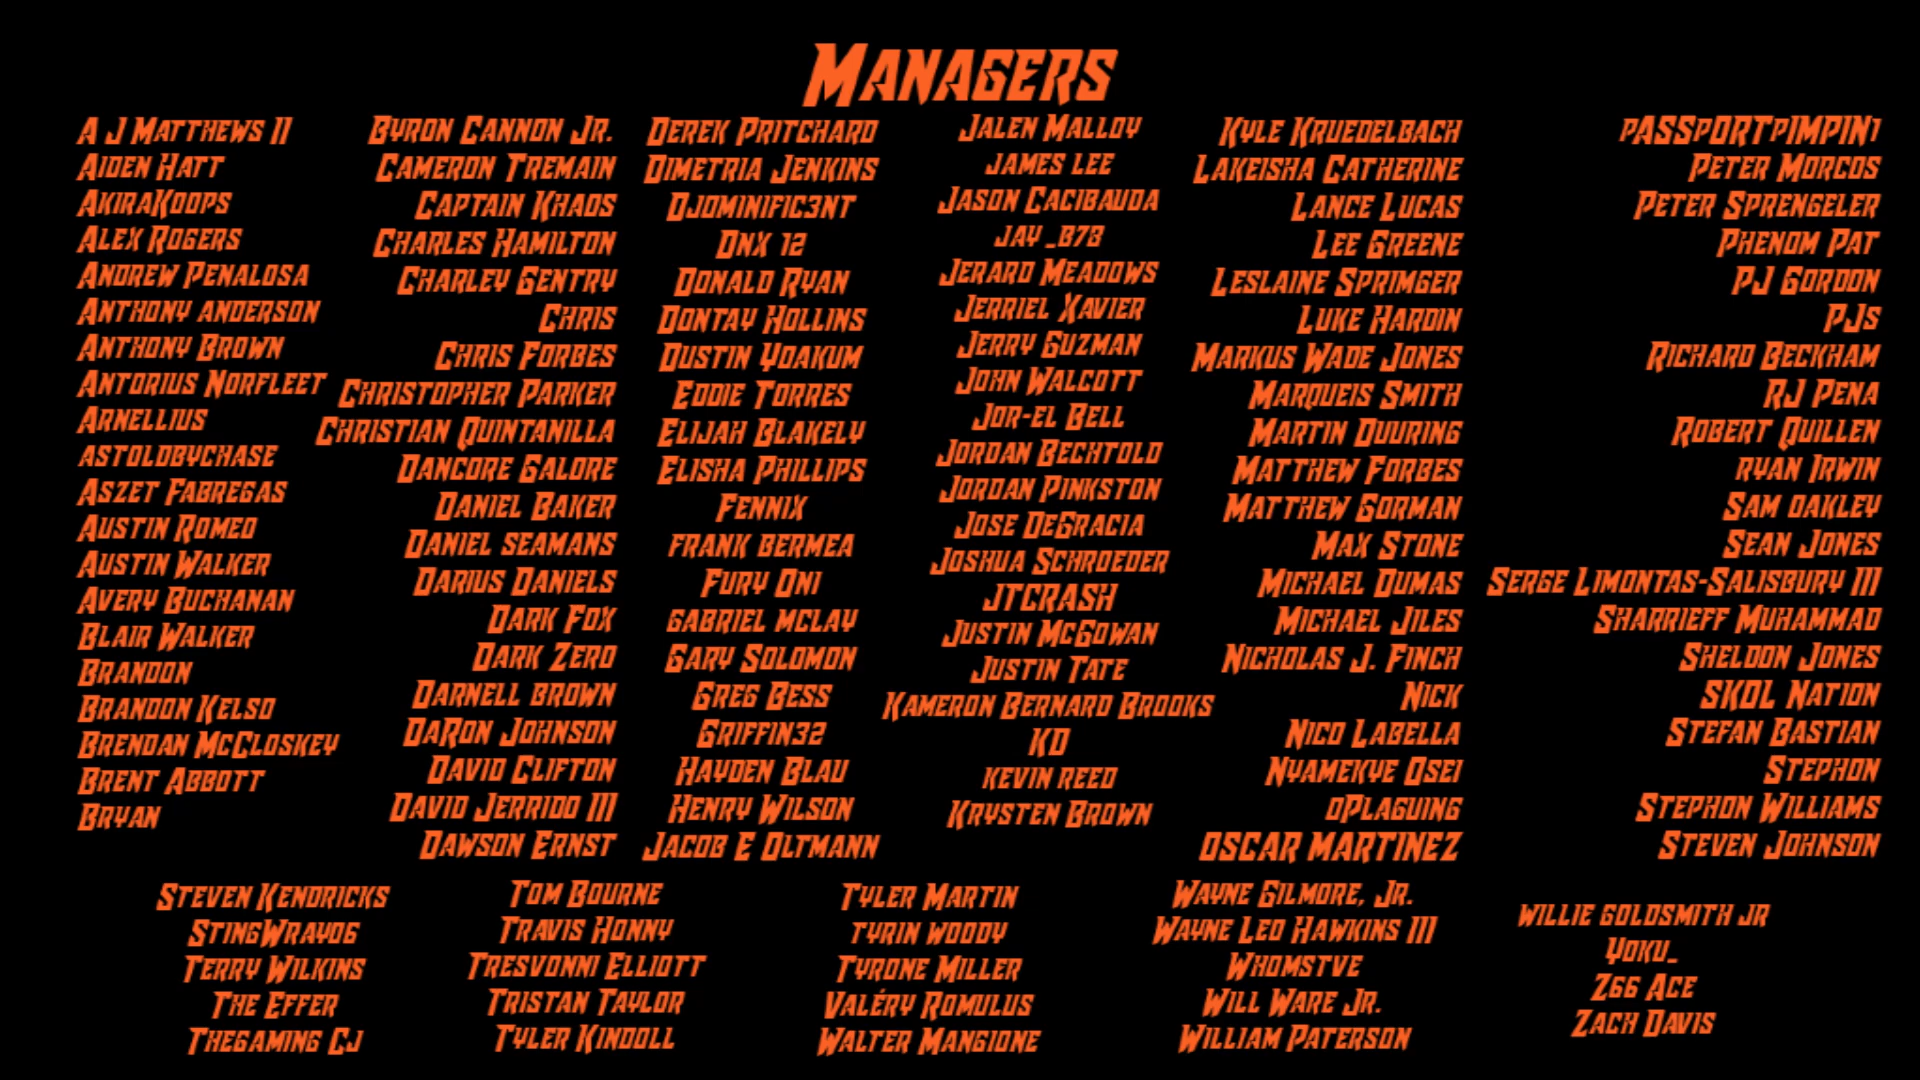 Managers
A J Matthews II
Aiden Hatt
AkiraKoops
Alex Rogers
Andrew Penalosa
Anthony anderson
Anthony Brown
Antorius Norfleet
Arnellius
astoldbychase
Aszet Fabregas
Austin Romeo
Austin Walker
Avery Buchanan
Blair Walker
Brandon
Brandon Kelso
Brendan McCloskey
Brent Abbott
Bryan
Byron Cannon Jr.
Cameron Tremain
Captain Khaos
Charles Hamilton
Charley Gentry
Chris
Chris Forbes
Christopher Parker
Christian Quintanilla
Dancore Galore
Daniel Baker
Daniel seamans
Darius Daniels
Dark Fox
Dark Zero
Darnell brown
DaRon Johnson
David Clifton
David Jerrido III
Dawson Ernst
Derek Pritchard
Dimetria Jenkins
Djominific3nt
Dnx 12
Donald Ryan
Dontay Hollins
Dustin Yoakum
Eddie Torres
Elijah Blakely
Elisha Phillips
Fennix
frank bermea
Fury Oni
gabriel mclay
Gary Solomon
Greg Bess
Griffin32
Hayden Blau
Henry Wilson
Jacob E Oltmann
Jalen Malloy
james lee
Jason Cacibauda
jay_878
Jerard Meadows
Jerriel Xavier
Jerry Guzman
John Walcott
Jor-el Bell
Jordan Bechtold
Jordan Pinkston
Jose DeGracia
Joshua Schroeder
JTCRASH
Justin McGowan
Justin Tate
Kameron Bernard Brooks
KD
kevin reed
Krysten Brown
Kyle Kruedelbach
Lakeisha Catherine
Lance Lucas
Lee Greene
Leslaine Sprimger
Luke Hardin
Markus Wade Jones
Marqueis Smith
Martin Duuring
Matthew Forbes
Matthew Gorman
Max Stone
Michael Dumas
Michael Jiles
Nicholas J. Finch
Nick
Nico Labella
Nyamekye Osei
oPlaguing
OSCAR MARTINEZ
pASSpORTpIMPIN1
Peter Morcos
Peter Sprengeler
Phenom Pat
PJ Gordon
PJs
Richard Beckham
RJ Pena
Robert Quillen
ryan Irwin
Sam oakley
Sean Jones
Serge Limontas-Salisbury III
Sharrieff Muhammad
Sheldon Jones
SKOL Nation
Stefan Bastian
Stephon
Stephon Williams
Steven Johnson
Steven Kendricks
StingWray06
Terry Wilkins
The Effer
Thegaming Cj
Tom Bourne
Travis Honny
Tresvonni Elliott
Tristan Taylor
Tyler Kindoll
Tyler Martin
tyrin woody
Tyrone Miller
Valéry Romulus
Walter Mangione
Wayne Gilmore, Jr.
Wayne Leo Hawkins III
Whomstve
Will Ware Jr.
William Paterson
willie goldsmith jr
Yoku_
Z66 Ace
Zach Davis